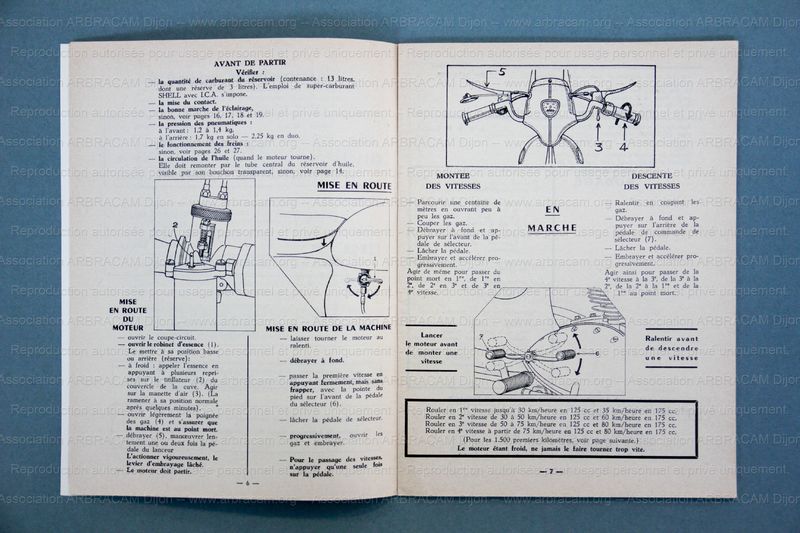 AVANT DE PARTIR
Vérifier :
— la quantité de carburant du réservoir (contenance : 13 litres,
dont une réserve de 3 litres). L'emploi de super-carburant
SHELL avec I.C.A. s'impose.
— la mise du contact.
— la bonne marche de l'éclairage,
sinon, voir pages 16, 17, 18 et 19.
— la pression des pneumatiques :
à l'avant : 1,2 à 1,4 kg,
à l'arrière : 1,7 kg en solo — 2,25 kg en duo.
— le fonctionnement des freins :
sinon, voir pages 26 et 27.
— la circulation de l'huile (quand le moteur tourne).
Elle doit remonter par le tube central du réservoir d'huile,
visible par son bouchon transparent, sinon, voir page 14.
MISE EN ROUTE
2
MISE
EN ROUTE
DU
MOTEUR
— ouvrir le coupe-circuit.
— ouvrir le robinet d'essence (1).
Le mettre à sa position basse
ou arrière (réserve):
— à froid : appeler l'essence en
appuyant à plusieurs reprises
sur le titillateur (2) du
couvercle de la cuve. Agir
sur la manette d'air (3). (La
ramener à sa position normale
après quelques minutes).
— ouvrir légèrement la poignée
des gaz (4) et s'assurer que
la machine est au point mort.
— débrayer (5), manœuvrer lentement
une ou deux fois la pédale
du lanceur
L'actionner vigoureusement, le
levier d'embrayage lâché.
— Le moteur doit partir.
MISE EN ROUTE DE LA MACHINE
— laisser tourner le moteur au
ralenti.
— débrayer à fond.
— passer la première vitesse en
appuyant fermement, mais sans
frapper, avec la pointe du
pied sur l'avant de la pédale
du sélecteur (6).
— lâcher la pédale de sélecteur.
— progressivement, ouvrir les
gaz et embrayer.
— Pour le passage des vitesses,
n'appuyer qu'une seule fois
sur la pédale.
— 6 —
5
3
4
MONTEE
DES VITESSES
— Parcourir une centaine de
mètres en ouvrant peu à
peu les gaz.
— Couper les gaz.
— Débrayer à fond et appuyer
sur l'avant de la pédale
de sélecteur.
— Lâcher la pédale.
— Embrayer et accélérer progressivement.
Agir de même pour passer du
point mort en 1re, de 1re en
2e, de 2e en 3e et de 3e en
4e vitesse.
EN
MARCHE
DESCENTE
DES VITESSES
— Ralentir en coupant les
gaz.
— Débrayer à fond et appuyer
sur l'arrière de la
pédale de commande de
sélecteur (7).
— Lâcher la pédale.
— Embrayer et accélérer progressivement.
Agir ainsi pour passer de la
4e vitesse à la 3e, de la 3e à
la 2e, de la 2e à la 1re et de la
1re au point mort.
Lancer
le moteur avant
de monter une
vitesse
7
6
Ralentir avant
de descendre
une vitesse
Rouler en 1re vitesse jusqu'à 30 km/heure en 125 cc et 35 km/heure en 175 cc.
Rouler en 2e vitesse de 30 à 50 km/heure en 125 cc et 50 km/heure en 175 cc.
Rouler en 3e vitesse de 50 à 75 km/heure en 125 cc et 80 km/heure en 175 cc.
Rouler en 4e vitesse à partir de 75 km/heure en 125 cc et 80 km/heure en 175 cc.
(Pour les 1.500 premiers kilomètres, voir page suivante.)
Le moteur étant froid, ne jamais le faire tourner trop vite.
— 7 —
Association ARBRACAM Dijon -- www.arbracam.org -- Association ARBRACAM Dijon
Reproduction autorisée pour usage personnel et privé uniquement.